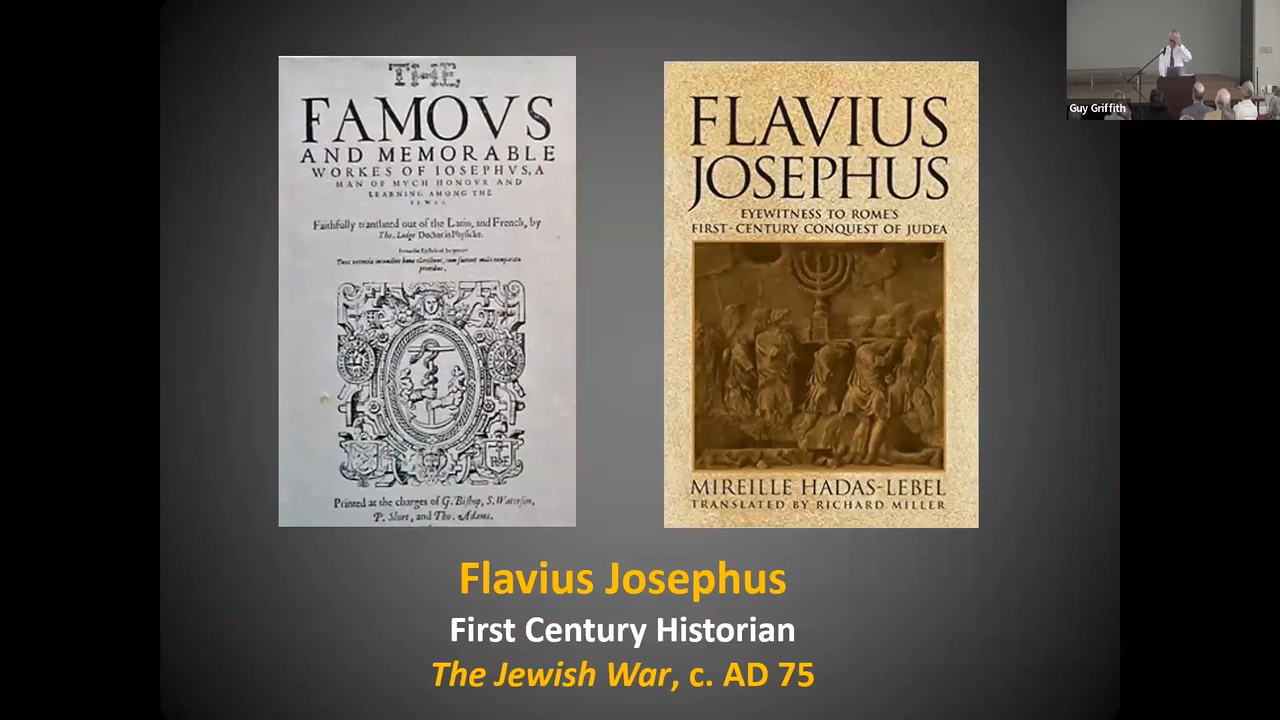 THE
FAMOVS
AND MEMORABLE
WORKES OF IOSEPHVS, A
MAN OF MVCH HONOVR AND
LEARNING AMONG THE
IEWES.
Faithfully translated out of the Latin, and French, by
Tho. Lodge Doctor in Physicke.
Printed at the charges of G. Bishop, S. Waterson,
P. Short, and Tho. Adams.
FLAVIUS
JOSEPHUS
EYEWITNESS TO ROME'S
FIRST-CENTURY CONQUEST OF JUDEA
MIREILLE HADAS-LEBEL
TRANSLATED BY RICHARD MILLER
Guy Griffith
Flavius Josephus
First Century Historian
The Jewish War, c. AD 75